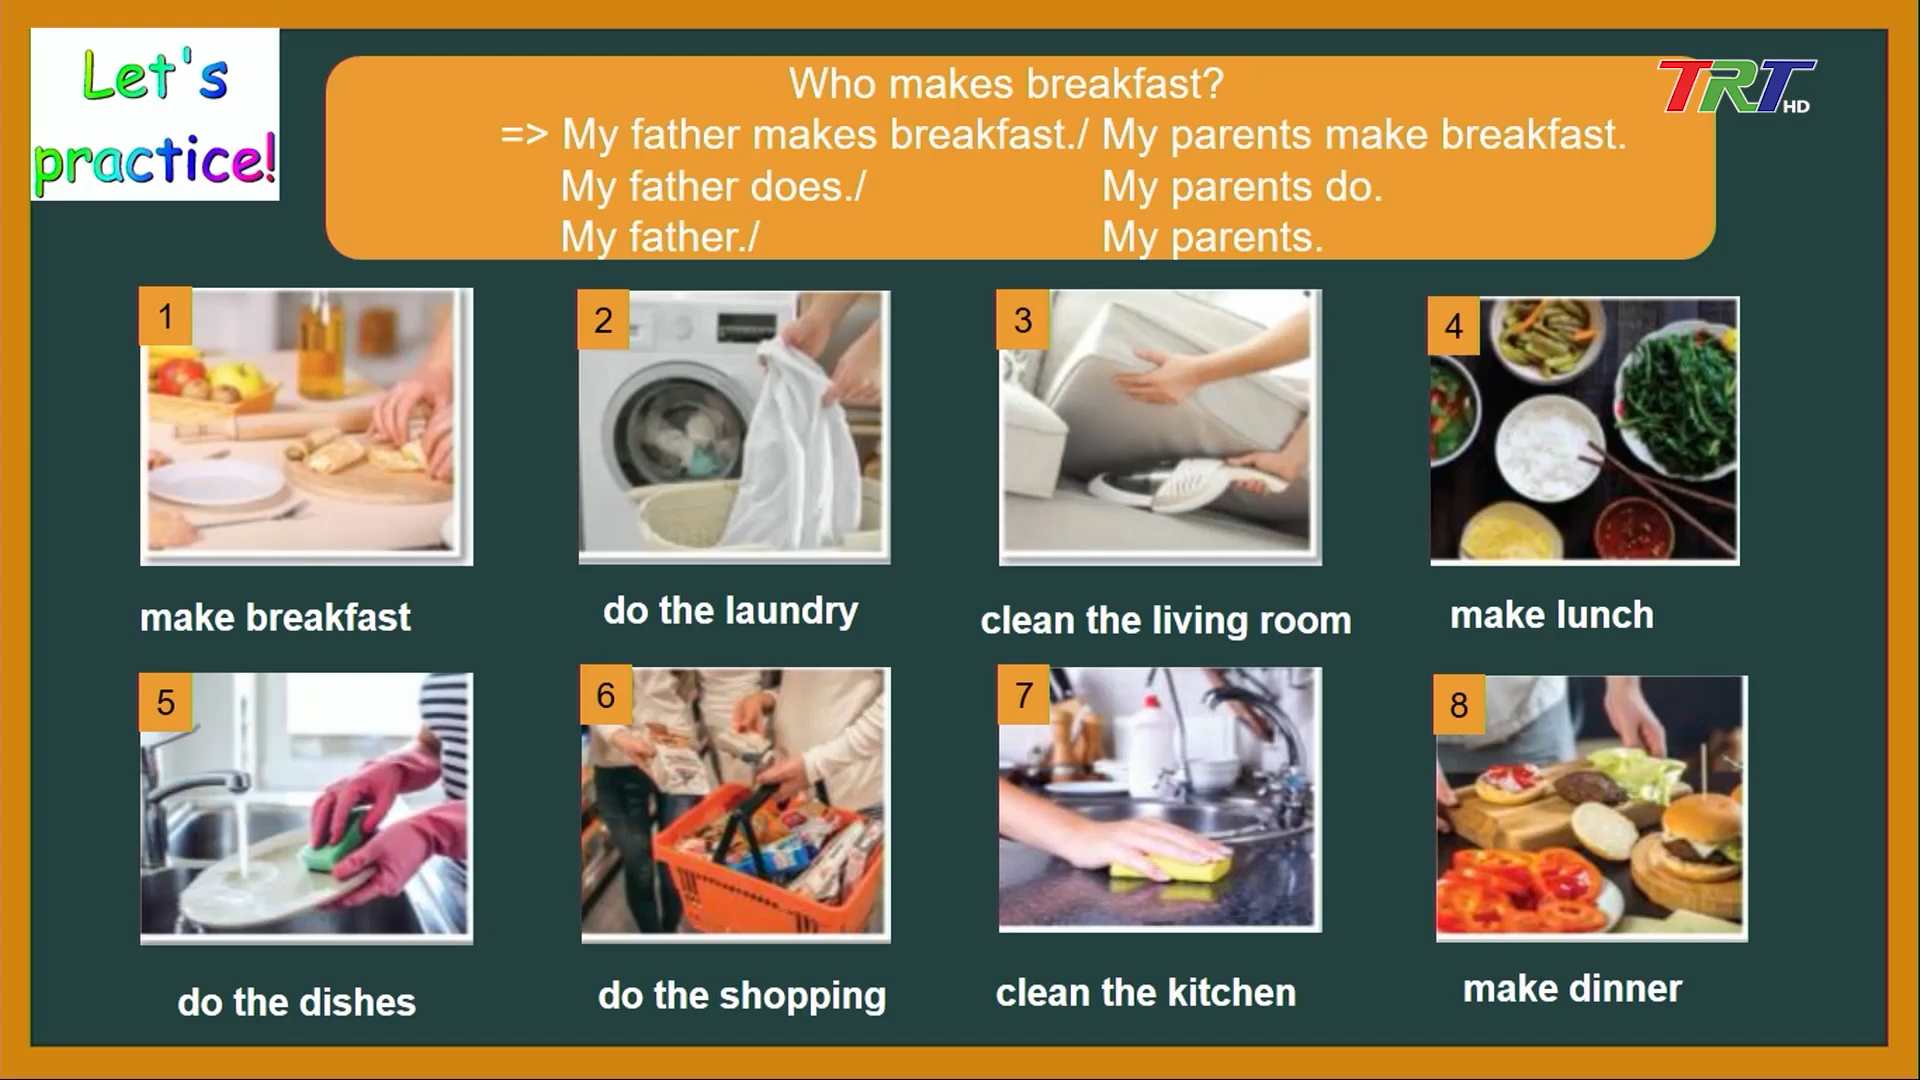 Let's
practice!
Who makes breakfast?
=> My father makes breakfast./ My parents make breakfast.
My father does./ My parents do.
My father./ My parents.
TRT HD
1
2
3
4
make breakfast
do the laundry
clean the living room
make lunch
5
6
7
8
do the dishes
do the shopping
clean the kitchen
make dinner